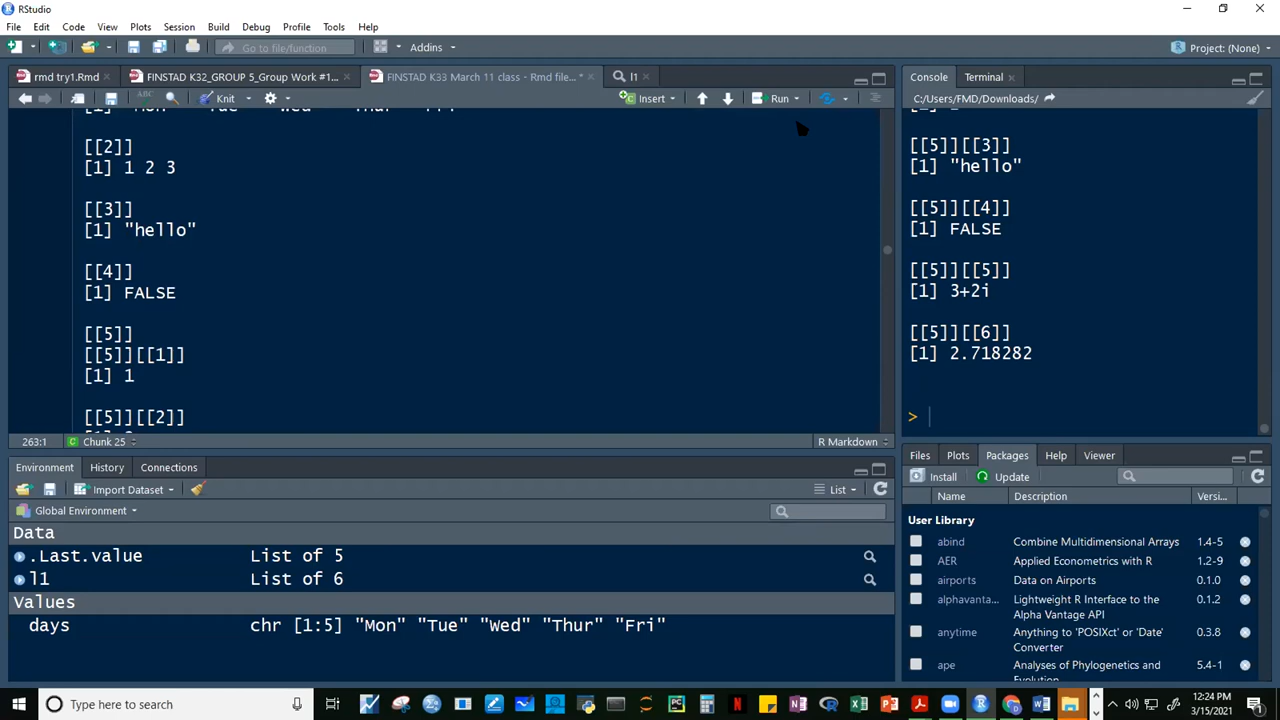 RStudio
File Edit Code View Plots Session Build Debug Profile Tools Help
Go to file/function Addins Project: (None)
rmd try1.Rmd FINSTAD K32_GROUP 5_Group Work #1... FINSTAD K33 March 11 class - Rmd file...* l1
Knit Insert Run
[[2]]
[1] 1 2 3
[[3]]
[1] "hello"
[[4]]
[1] FALSE
[[5]]
[[5]][[1]]
[1] 1
[[5]][[2]]
263:1 Chunk 25 R Markdown
Console Terminal
C:/Users/FMD/Downloads/
[[5]][[3]]
[1] "hello"
[[5]][[4]]
[1] FALSE
[[5]][[5]]
[1] 3+2i
[[5]][[6]]
[1] 2.718282
>
Environment History Connections
Import Dataset List
Global Environment
Data
.Last.value List of 5
l1 List of 6
Values
days chr [1:5] "Mon" "Tue" "Wed" "Thur" "Fri"
Files Plots Packages Help Viewer
Install Update
Name Description Versi...
User Library
abind Combine Multidimensional Arrays 1.4-5
AER Applied Econometrics with R 1.2-9
airports Data on Airports 0.1.0
alphavanta... Lightweight R Interface to the 0.1.2
Alpha Vantage API
anytime Anything to 'POSIXct' or 'Date' 0.3.8
Converter
ape Analyses of Phylogenetics and 5.4-1
Evolution
Type here to search
12:24 PM
3/15/2021